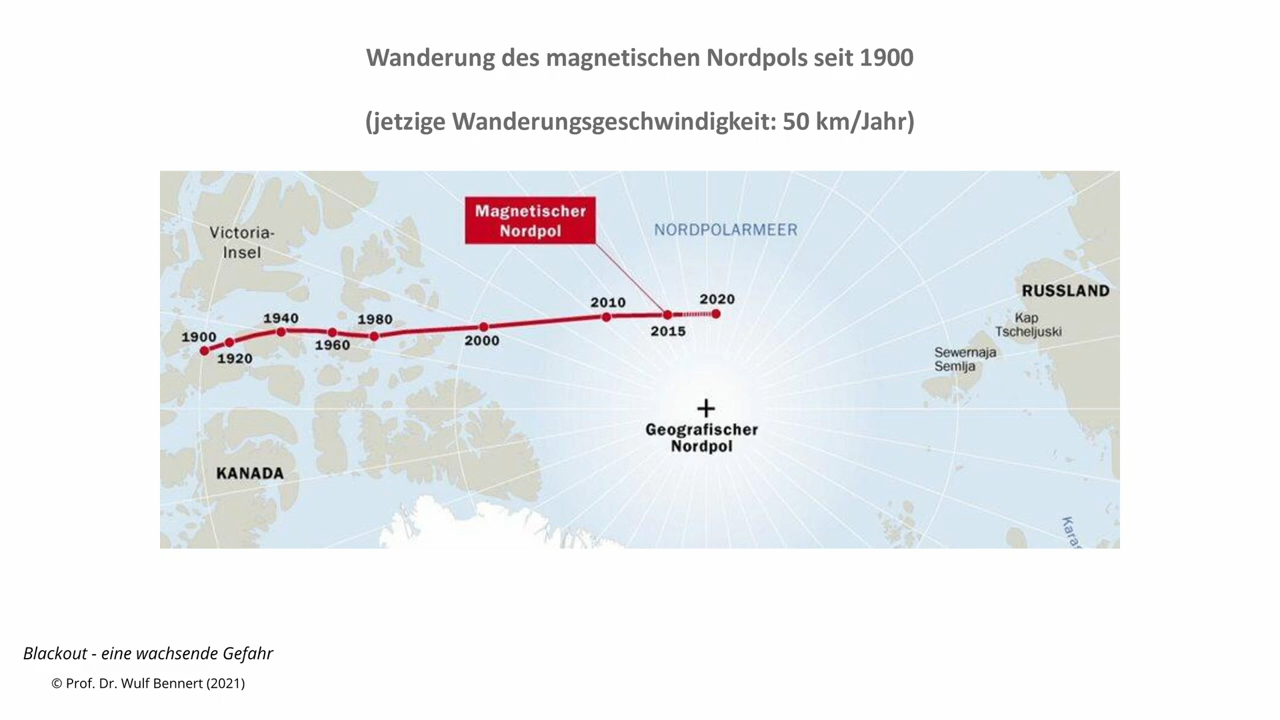 Wanderung des magnetischen Nordpols seit 1900
(jetzige Wanderungsgeschwindigkeit: 50 km/Jahr)
Victoria-
Insel
Magnetischer
Nordpol
NORDPOLARMEER
RUSSLAND
Kap
Tscheljuski
Sewernaja
Semlja
1900
1920
1940
1960
1980
2000
2010
2015
2020
Geografischer
Nordpol
KANADA
Karas
Blackout - eine wachsende Gefahr
© Prof. Dr. Wulf Bennert (2021)